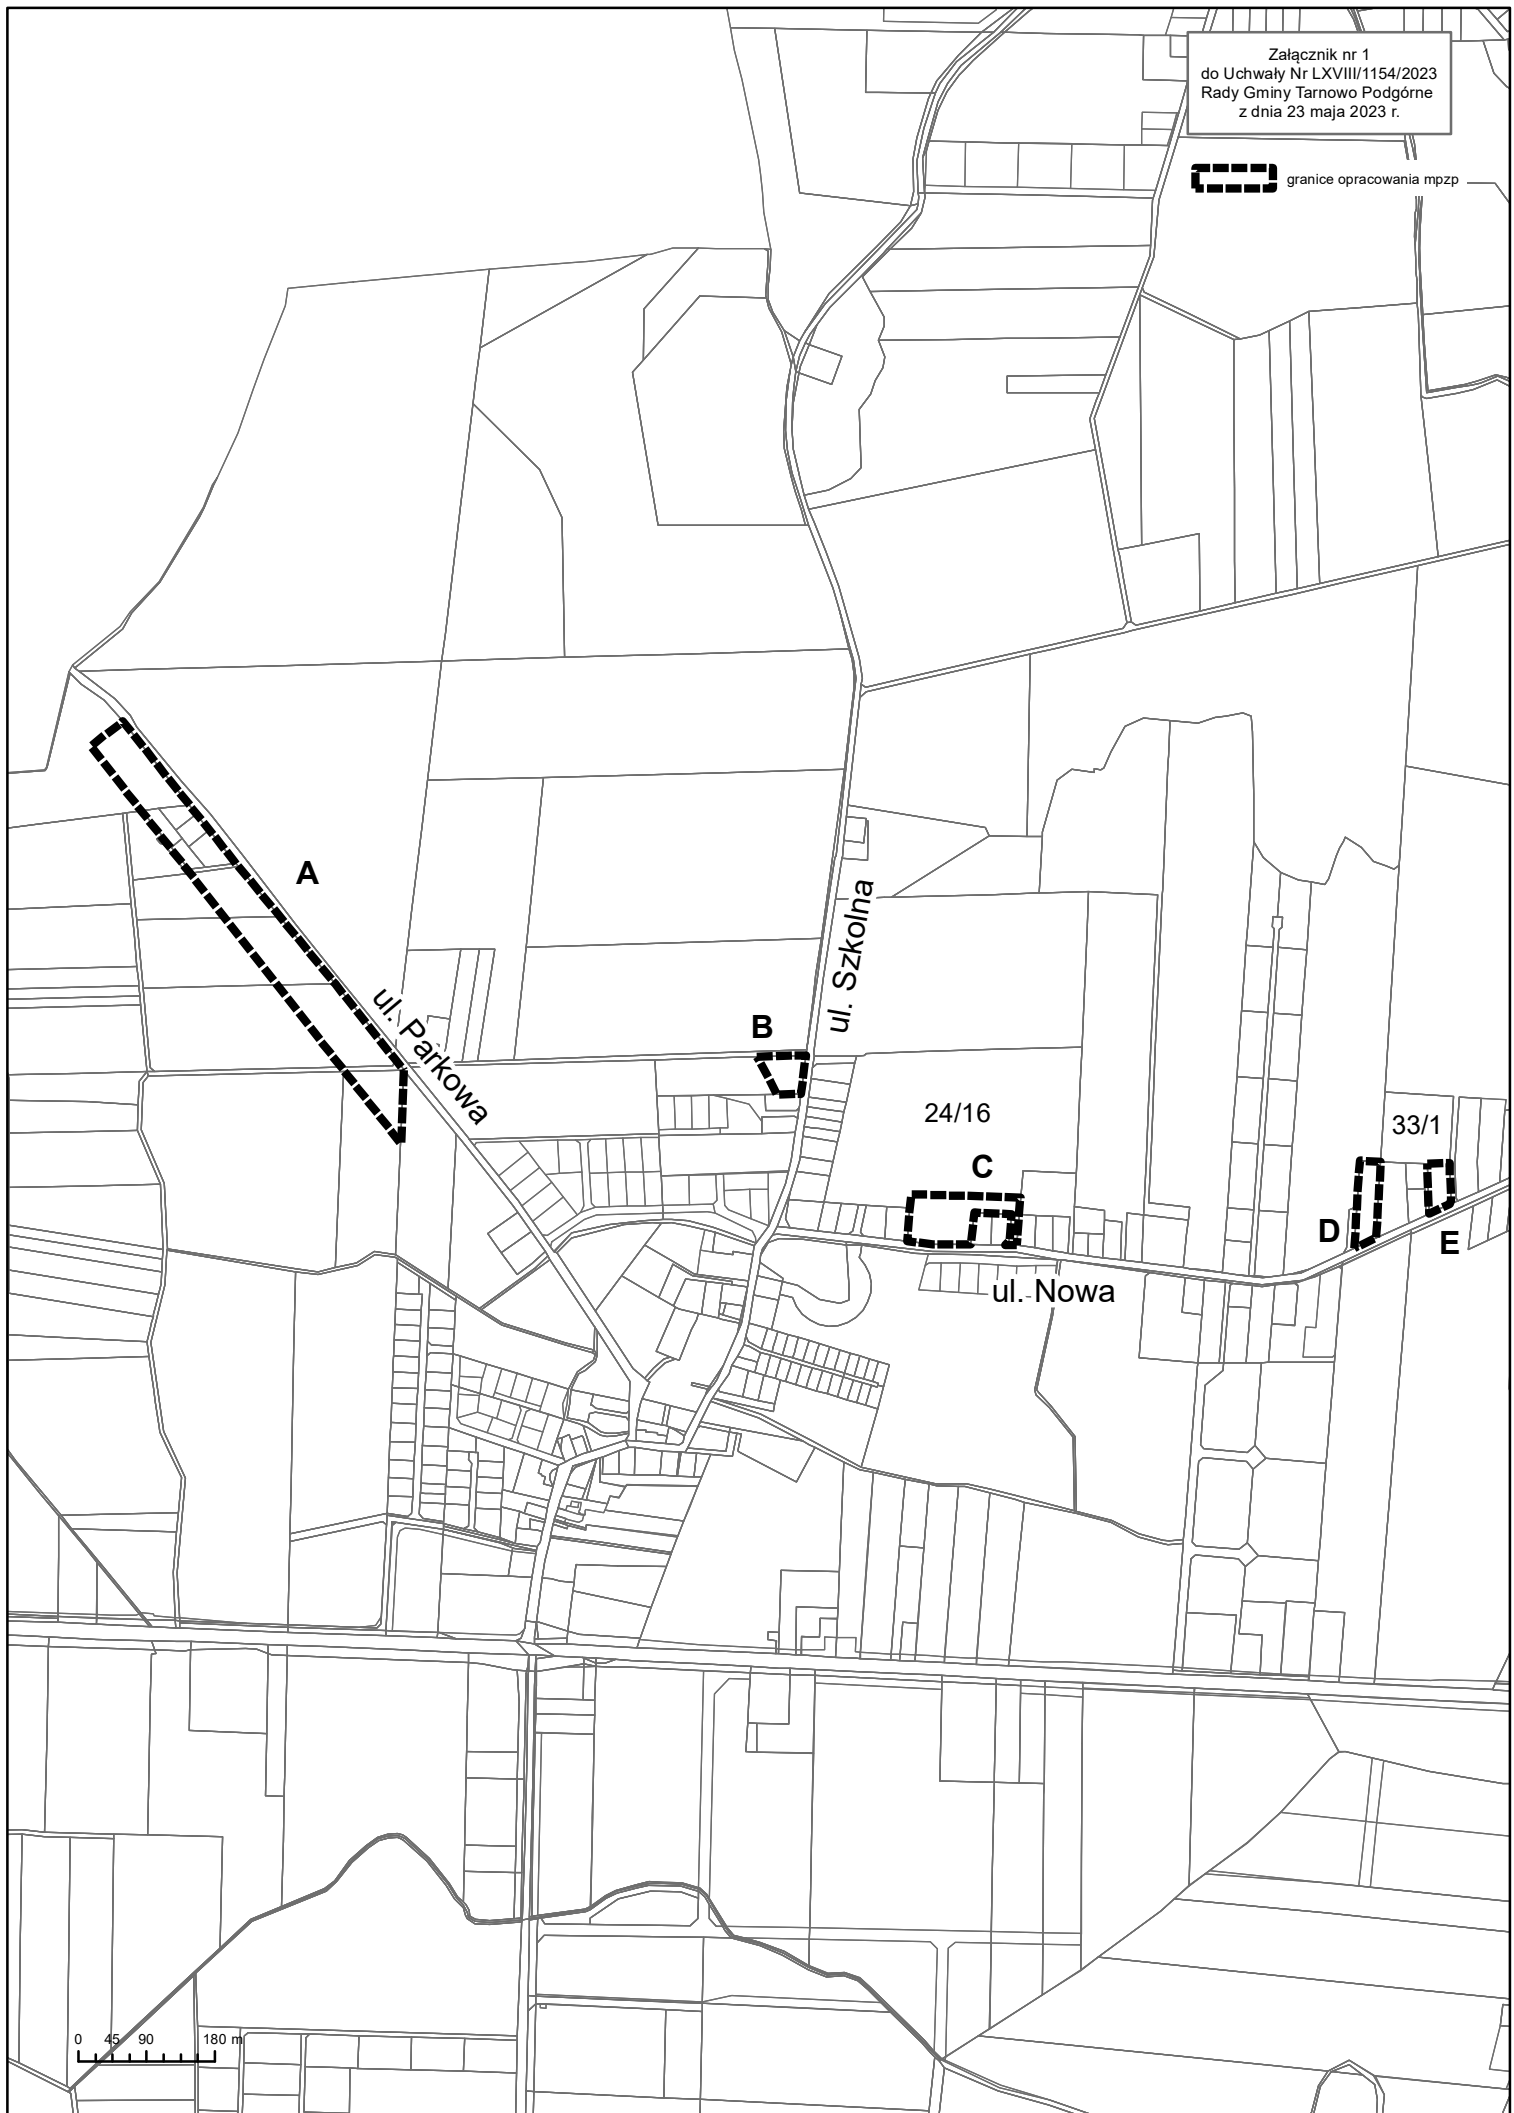 Załącznik nr 1
do Uchwały Nr LXVIII/1154/2023
Rady Gminy Tarnowo Podgórne
z dnia 23 maja 2023 r.
granice opracowania mpzp
A
ul. Parkowa
B
ul. Szkolna
24/16
C
33/1
D
E
ul. Nowa
0 45 90 180 m